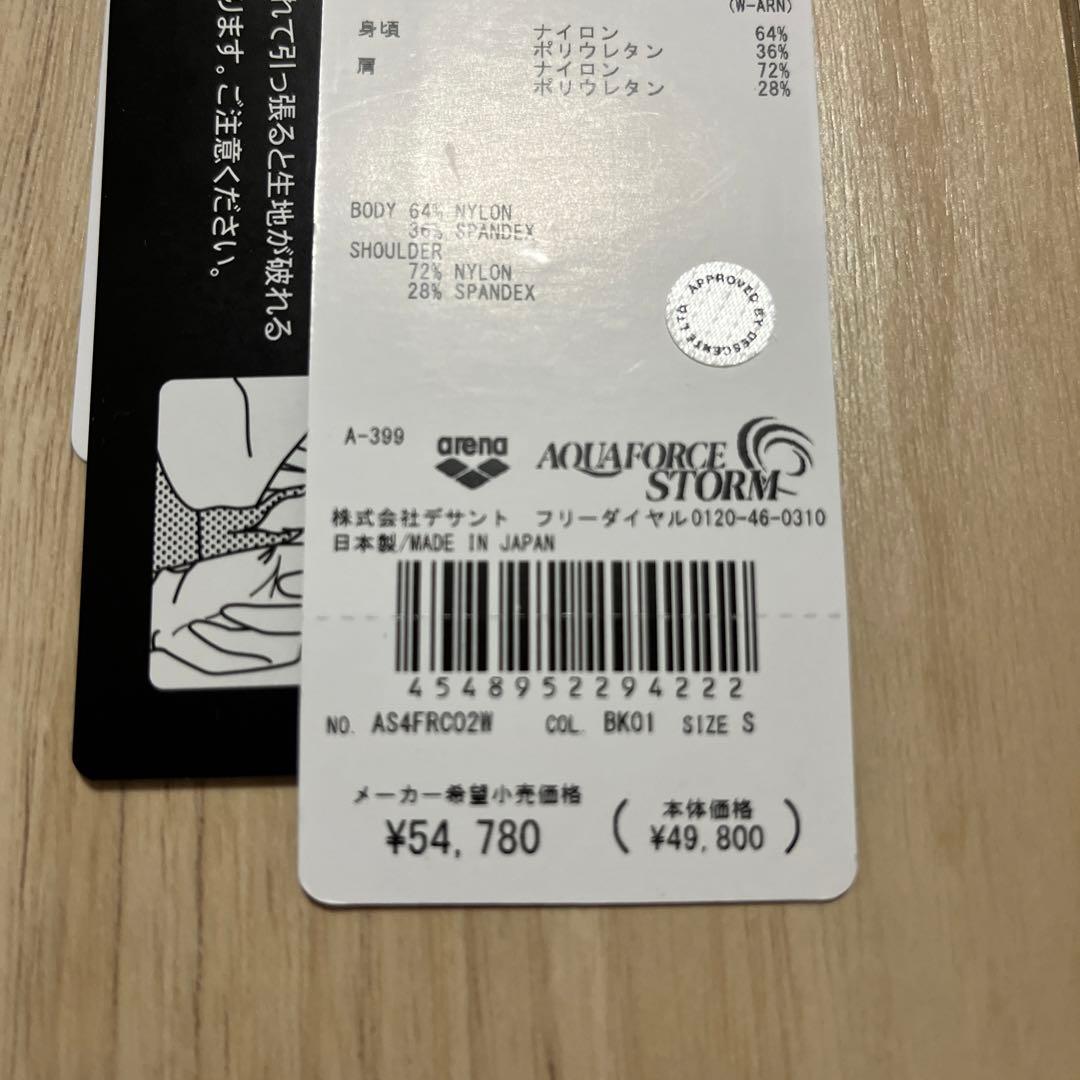 (W-ARN)
身頃 ナイロン 64%
ポリウレタン 36%
肩 ナイロン 72%
ポリウレタン 28%
BODY 64% NYLON
36% SPANDEX
SHOULDER
72% NYLON
28% SPANDEX
APPROVED BY DESCENTE LTD.
A-399
arena
AQUAFORCE
STORM
株式会社デサント フリーダイヤル0120-46-0310
日本製/MADE IN JAPAN
4548952294222
NO. AS4FRC02W COL. BK01 SIZE S
メーカー希望小売価格
¥54,780
(本体価格
¥49,800)
れて引っ張ると生地が破れる
ります。ご注意ください。